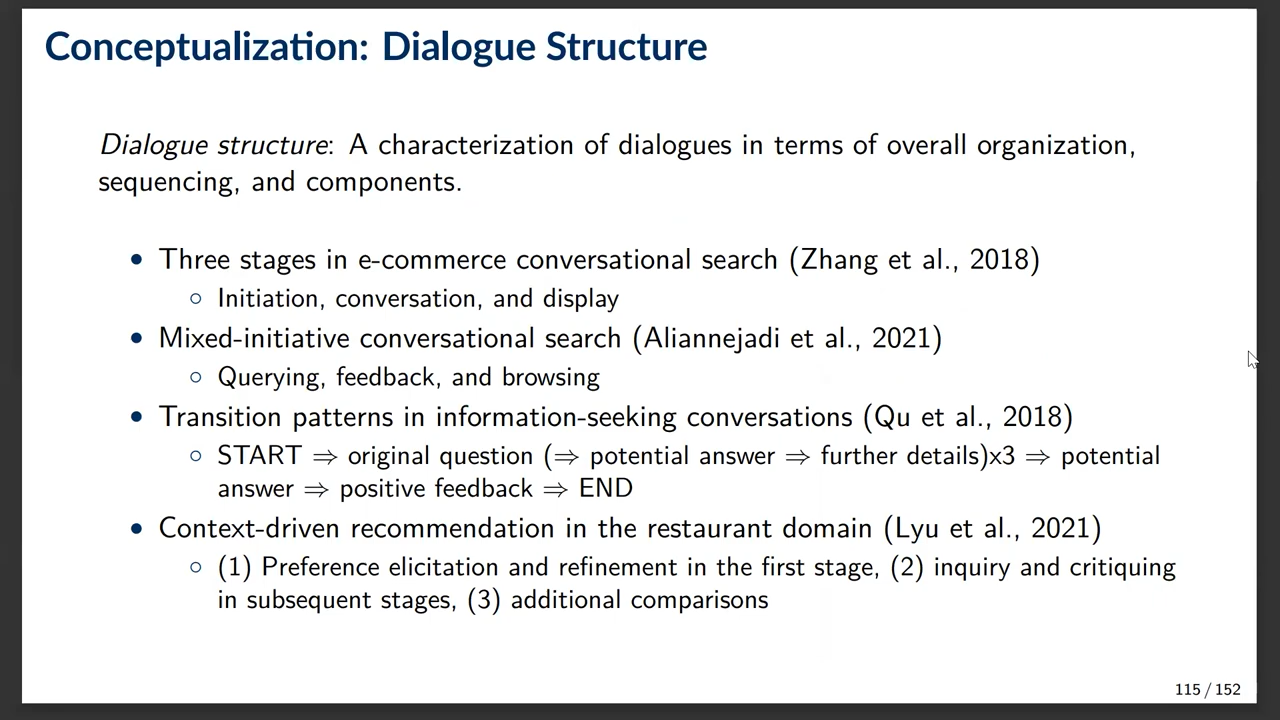 Conceptualization: Dialogue Structure
Dialogue structure: A characterization of dialogues in terms of overall organization,
sequencing, and components.
• Three stages in e-commerce conversational search (Zhang et al., 2018)
○ Initiation, conversation, and display
• Mixed-initiative conversational search (Aliannejadi et al., 2021)
○ Querying, feedback, and browsing
• Transition patterns in information-seeking conversations (Qu et al., 2018)
○ START ⇒ original question (⇒ potential answer ⇒ further details)x3 ⇒ potential
answer ⇒ positive feedback ⇒ END
• Context-driven recommendation in the restaurant domain (Lyu et al., 2021)
○ (1) Preference elicitation and refinement in the first stage, (2) inquiry and critiquing
in subsequent stages, (3) additional comparisons
115 / 152